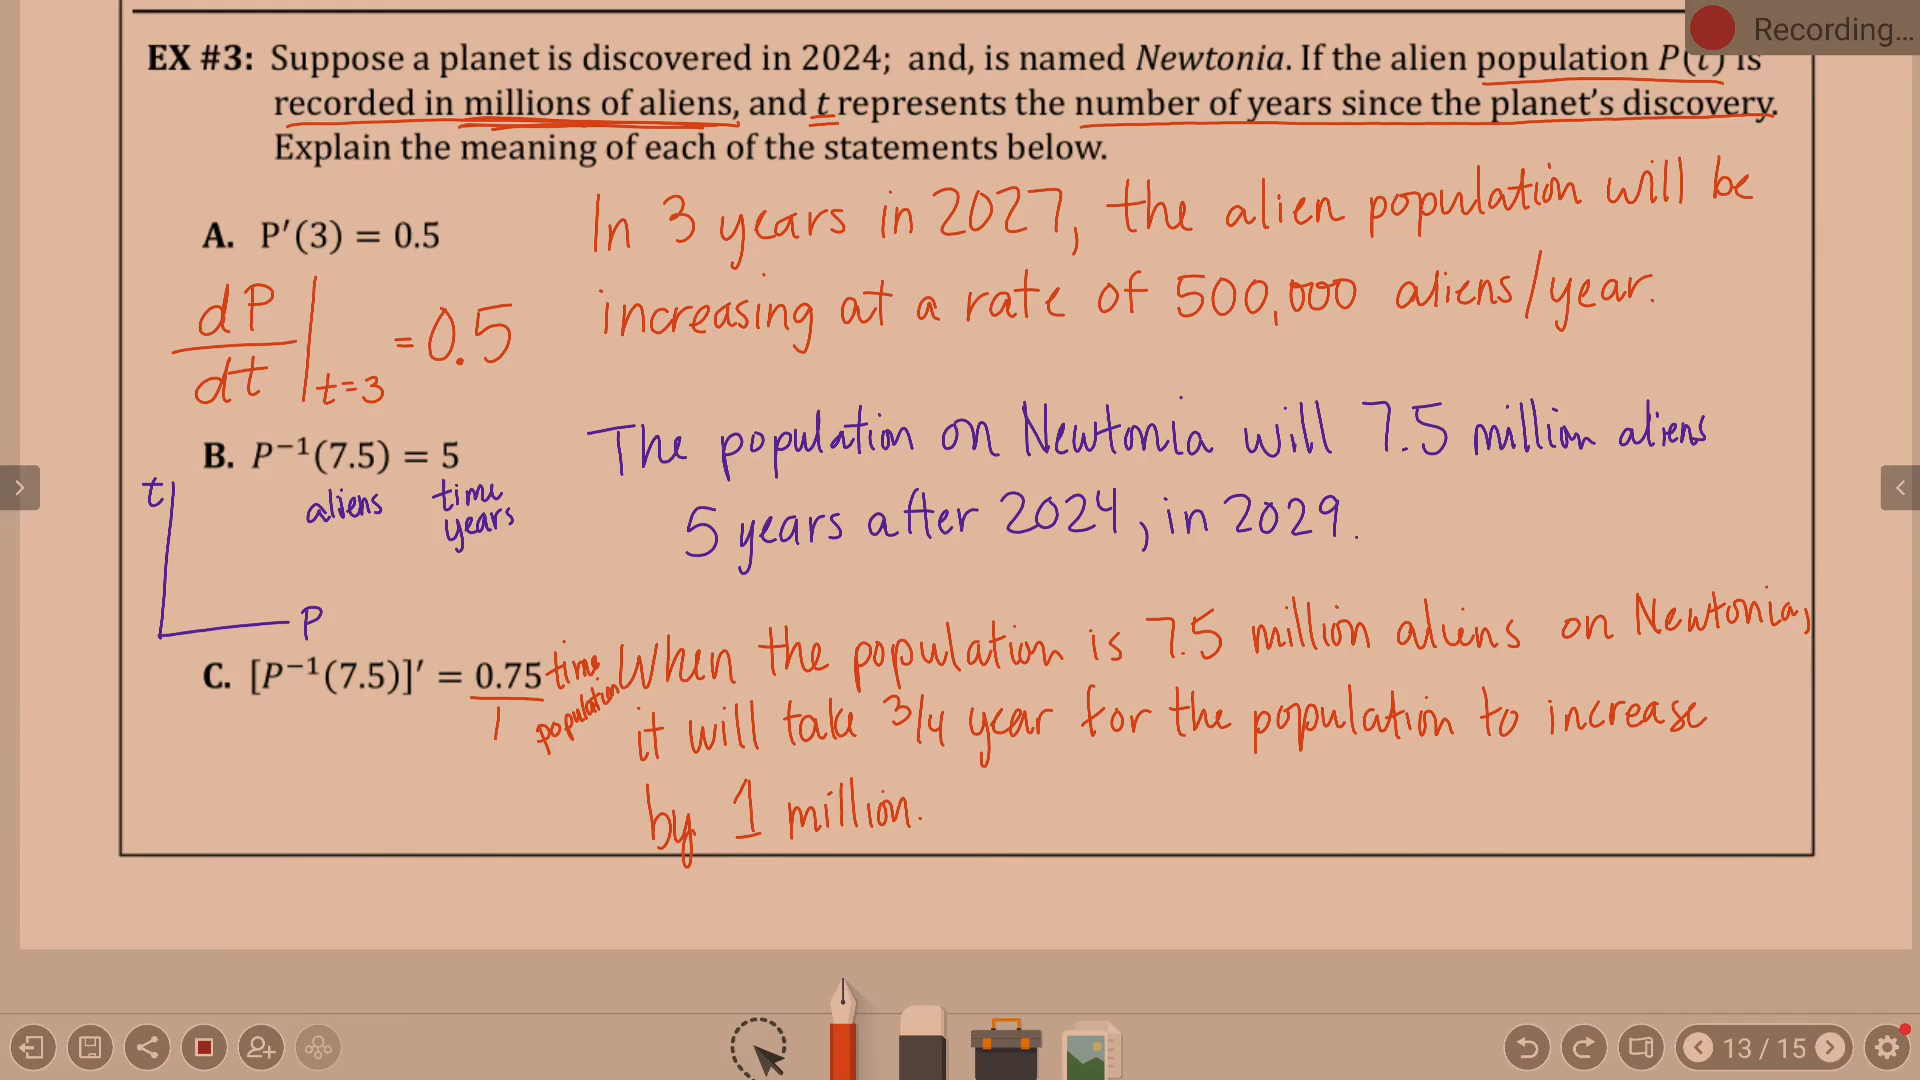 Recording...
EX #3: Suppose a planet is discovered in 2024; and, is named Newtonia. If the alien population P(t) is
recorded in millions of aliens, and t represents the number of years since the planet’s discovery.
Explain the meaning of each of the statements below.
A. P′(3) = 0.5
In 3 years in 2027, the alien population will be
increasing at a rate of 500,000 aliens/year.
dP/dt | t=3 = 0.5
B. P⁻¹(7.5) = 5
aliens time
years
The population on Newtonia will 7.5 million aliens
5 years after 2024, in 2029.
t
P
C. [P⁻¹(7.5)]′ = 0.75 time
1 population
When the population is 7.5 million aliens on Newtonia,
it will take 3/4 year for the population to increase
by 1 million.
13 / 15